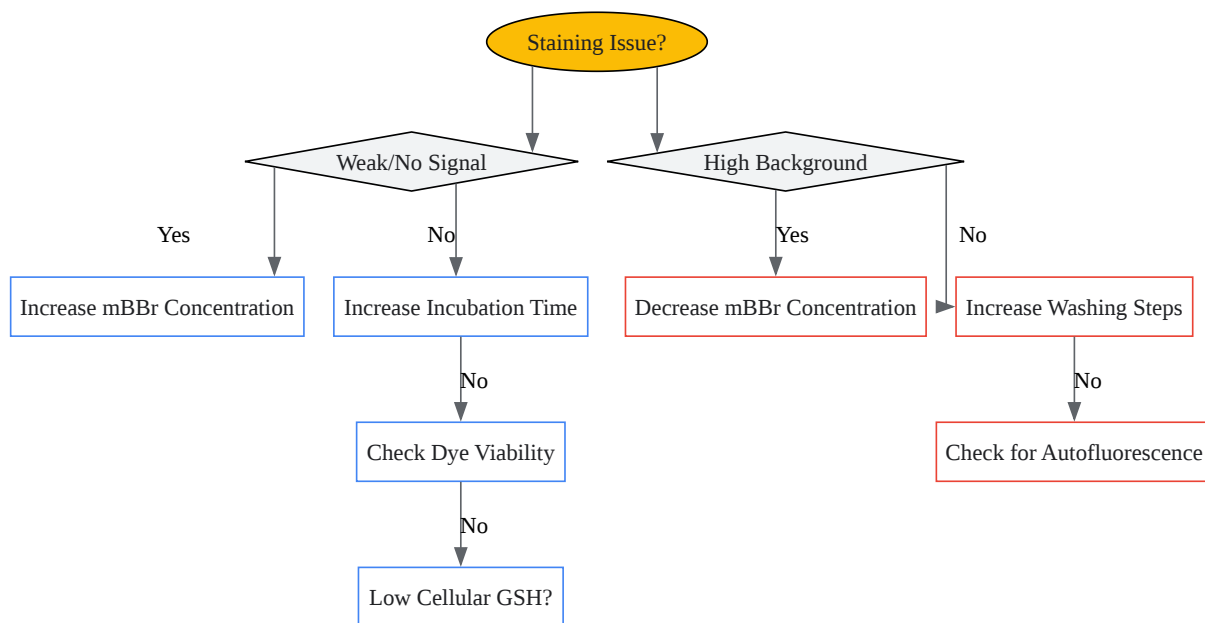 Staining Issue?
Weak/No Signal
High Background
Yes
No
Yes
No
Increase mBBr Concentration
Increase Incubation Time
Decrease mBBr Concentration
Increase Washing Steps
No
No
Check Dye Viability
Check for Autofluorescence
No
Low Cellular GSH?